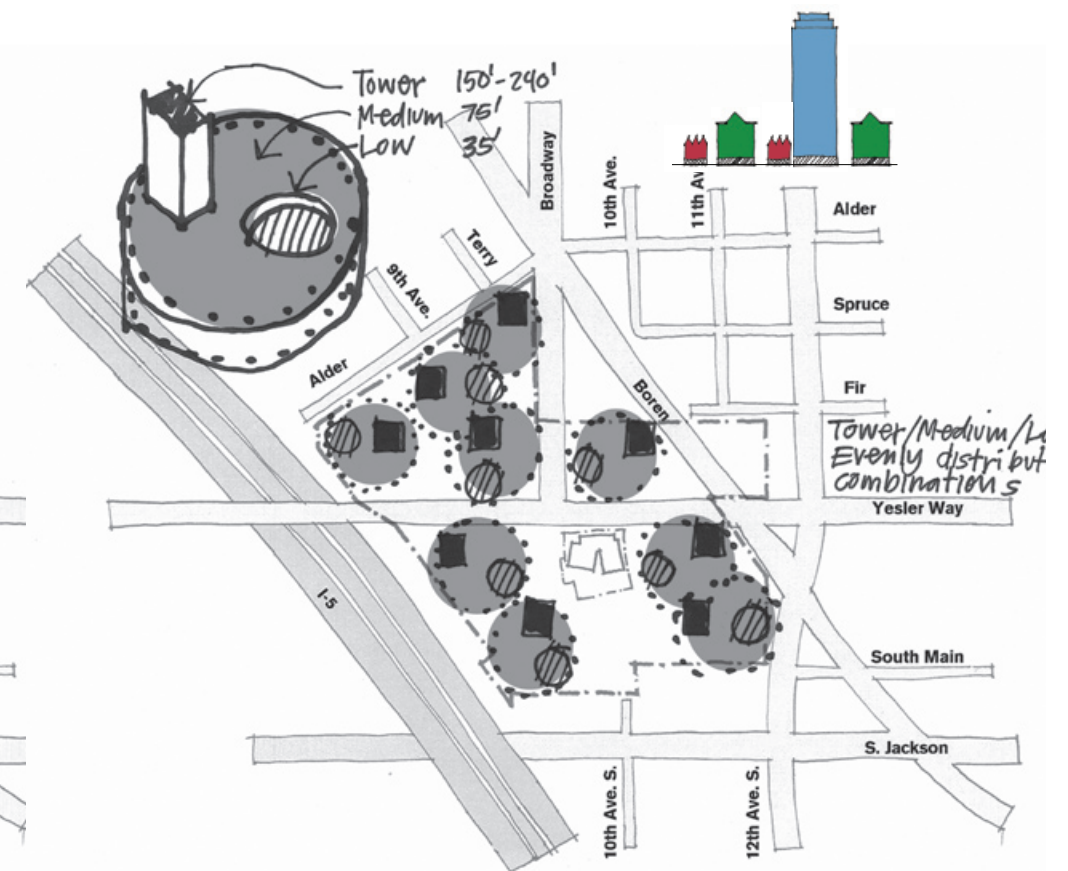 Tower 150'-240'
Medium 75'
Low 35'
Broadway
10th Ave.
11th Av
Alder
Terry
9th Ave.
Spruce
Alder
Fir
Boren
Tower/Medium/Lo
Evenly distribut
combinations
Yesler Way
I-5
South Main
S. Jackson
10th Ave. S.
12th Ave. S.